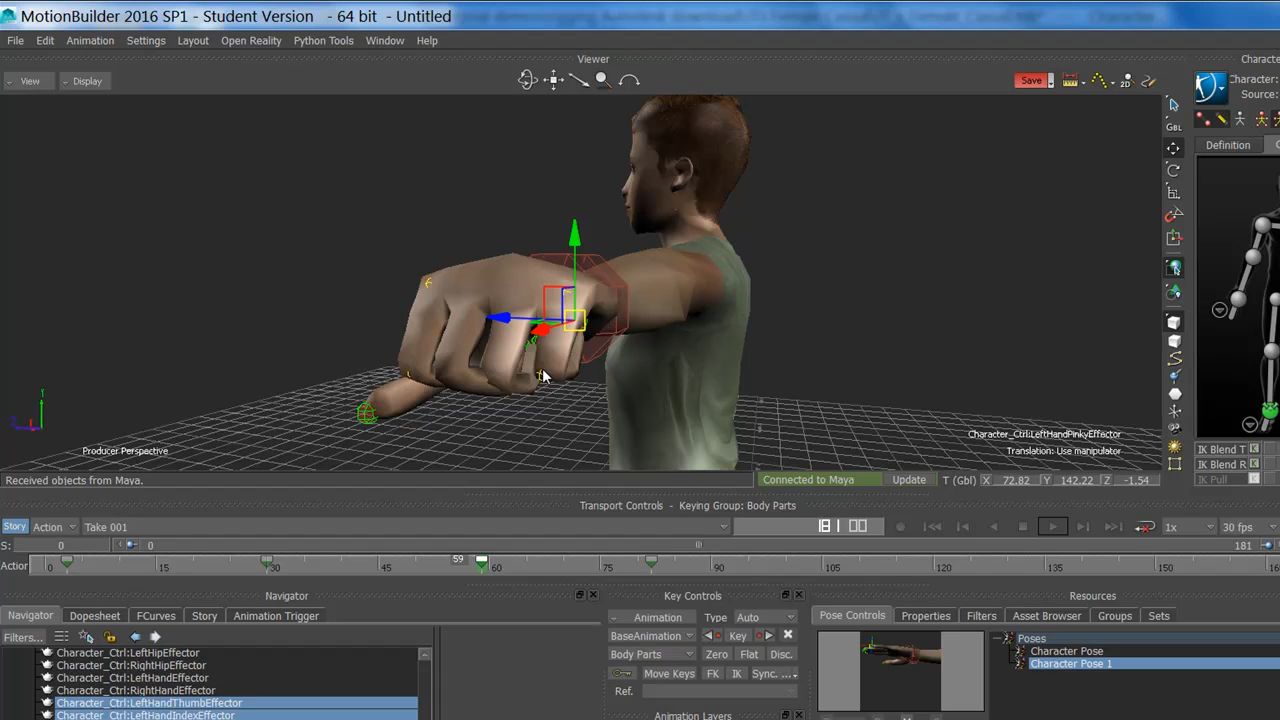 MotionBuilder 2016 SP1 - Student Version   - 64 bit  - Untitled
File Edit Animation Settings Layout Open Reality Python Tools Window Help
Viewer
Characte
View Display Save 2D
Character:
Source:
GBL
Definition
Producer Perspective
Character_Ctrl:LeftHandPinkyEffector
Translation: Use manipulator
IK Blend T
IK Blend R
IK Pull
Received objects from Maya. Connected to Maya Update T (Gbl) X 72.82 Y 142.22 Z -1.54
Transport Controls - Keying Group: Body Parts
Story Action Take 001 1x 30 fps
S: 0 0 181
Action 0 15 30 45 59 60 75 90 105 120 135 150 165
Navigator Key Controls Resources
Navigator Dopesheet FCurves Story Animation Trigger
Animation Type Auto
Pose Controls Properties Filters Asset Browser Groups Sets
Filters...
BaseAnimation Key
Poses
Character_Ctrl:LeftHipEffector
Body Parts Zero Flat Disc.
Character Pose
Character_Ctrl:RightHipEffector
Character Pose 1
Character_Ctrl:LeftHandEffector
Move Keys FK IK Sync. ...
Character_Ctrl:RightHandEffector
Ref.
Character_Ctrl:LeftHandThumbEffector
Character_Ctrl:LeftHandIndexEffector
Animation Layers